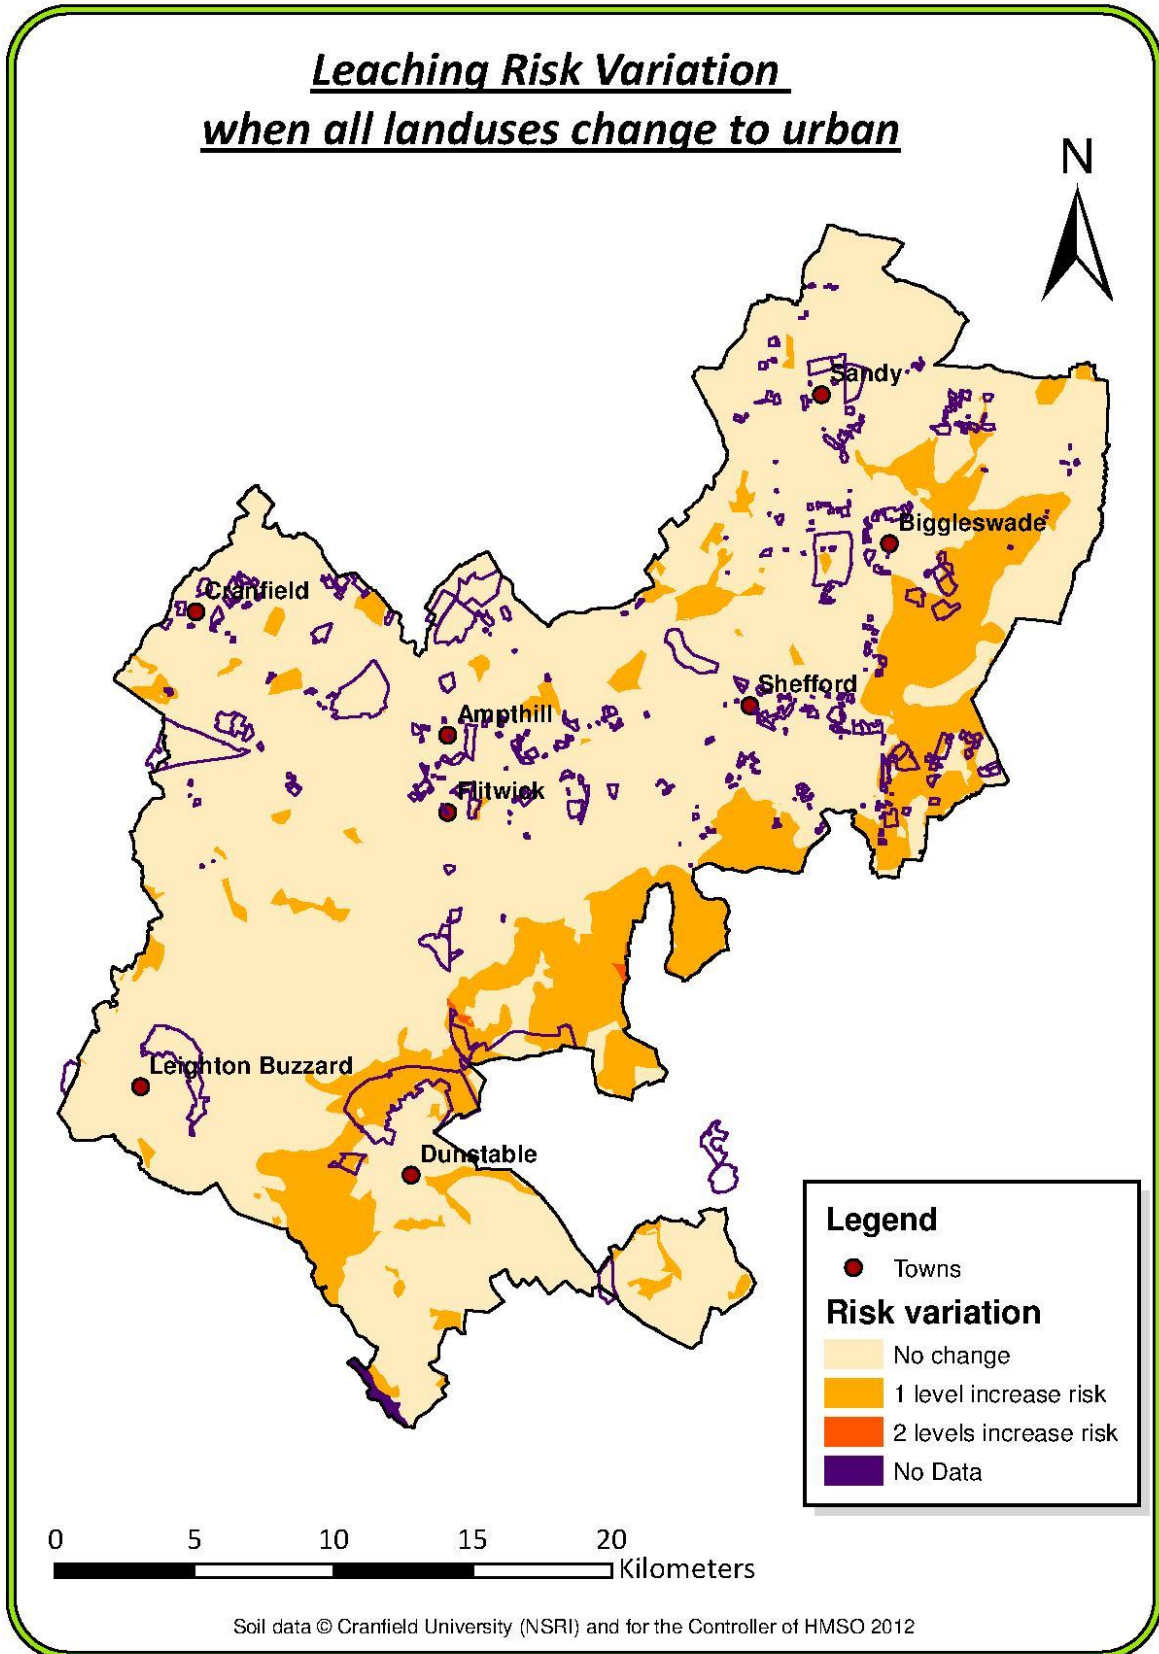 Leaching Risk Variation
when all landuses change to urban
N
Sandy
Biggleswade
Cranfield
Shefford
Ampthill
Flitwick
Leighton Buzzard
Dunstable
Legend
Towns
Risk variation
No change
1 level increase risk
2 levels increase risk
No Data
0 5 10 15 20
Kilometers
Soil data © Cranfield University (NSRI) and for the Controller of HMSO 2012